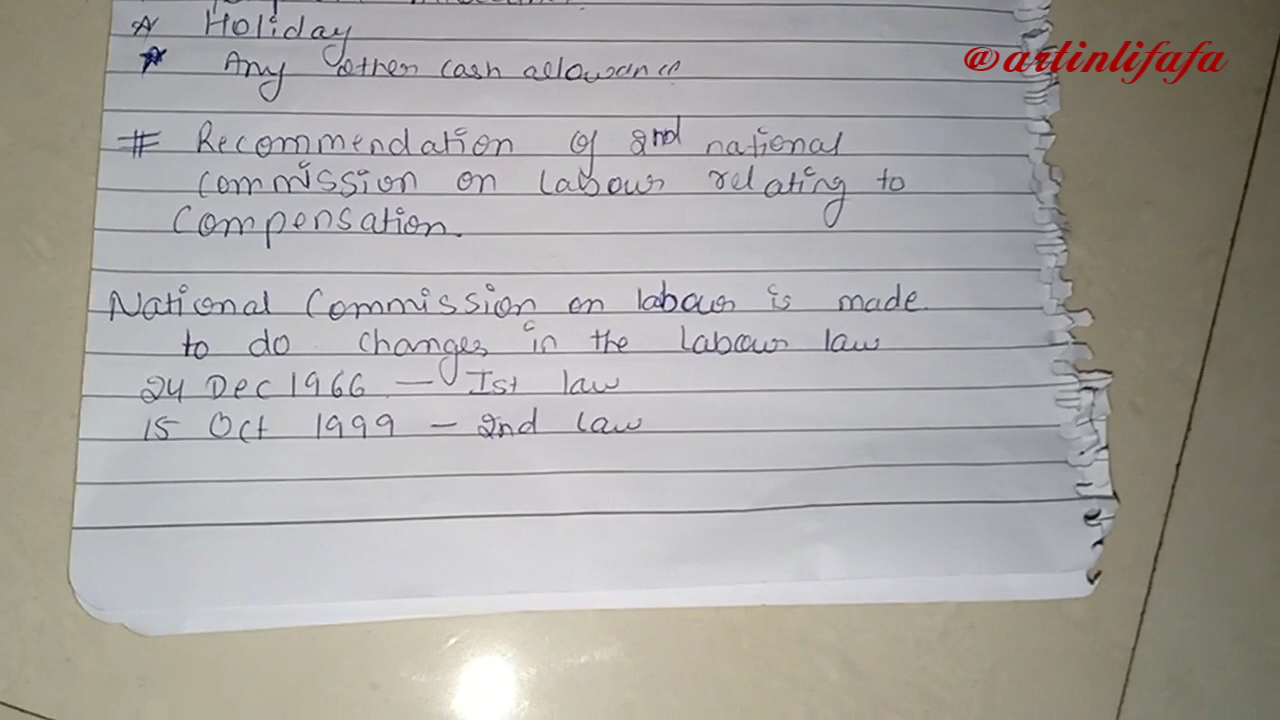 * Holiday
* Any other cash allowance
# Recommendation of 2nd national
commission on labour relating to
compensation.
National Commission on labour is made
to do changes in the labour law
24 Dec 1966 — Ist law
15 Oct 1999 – 2nd law
@artinlifafa